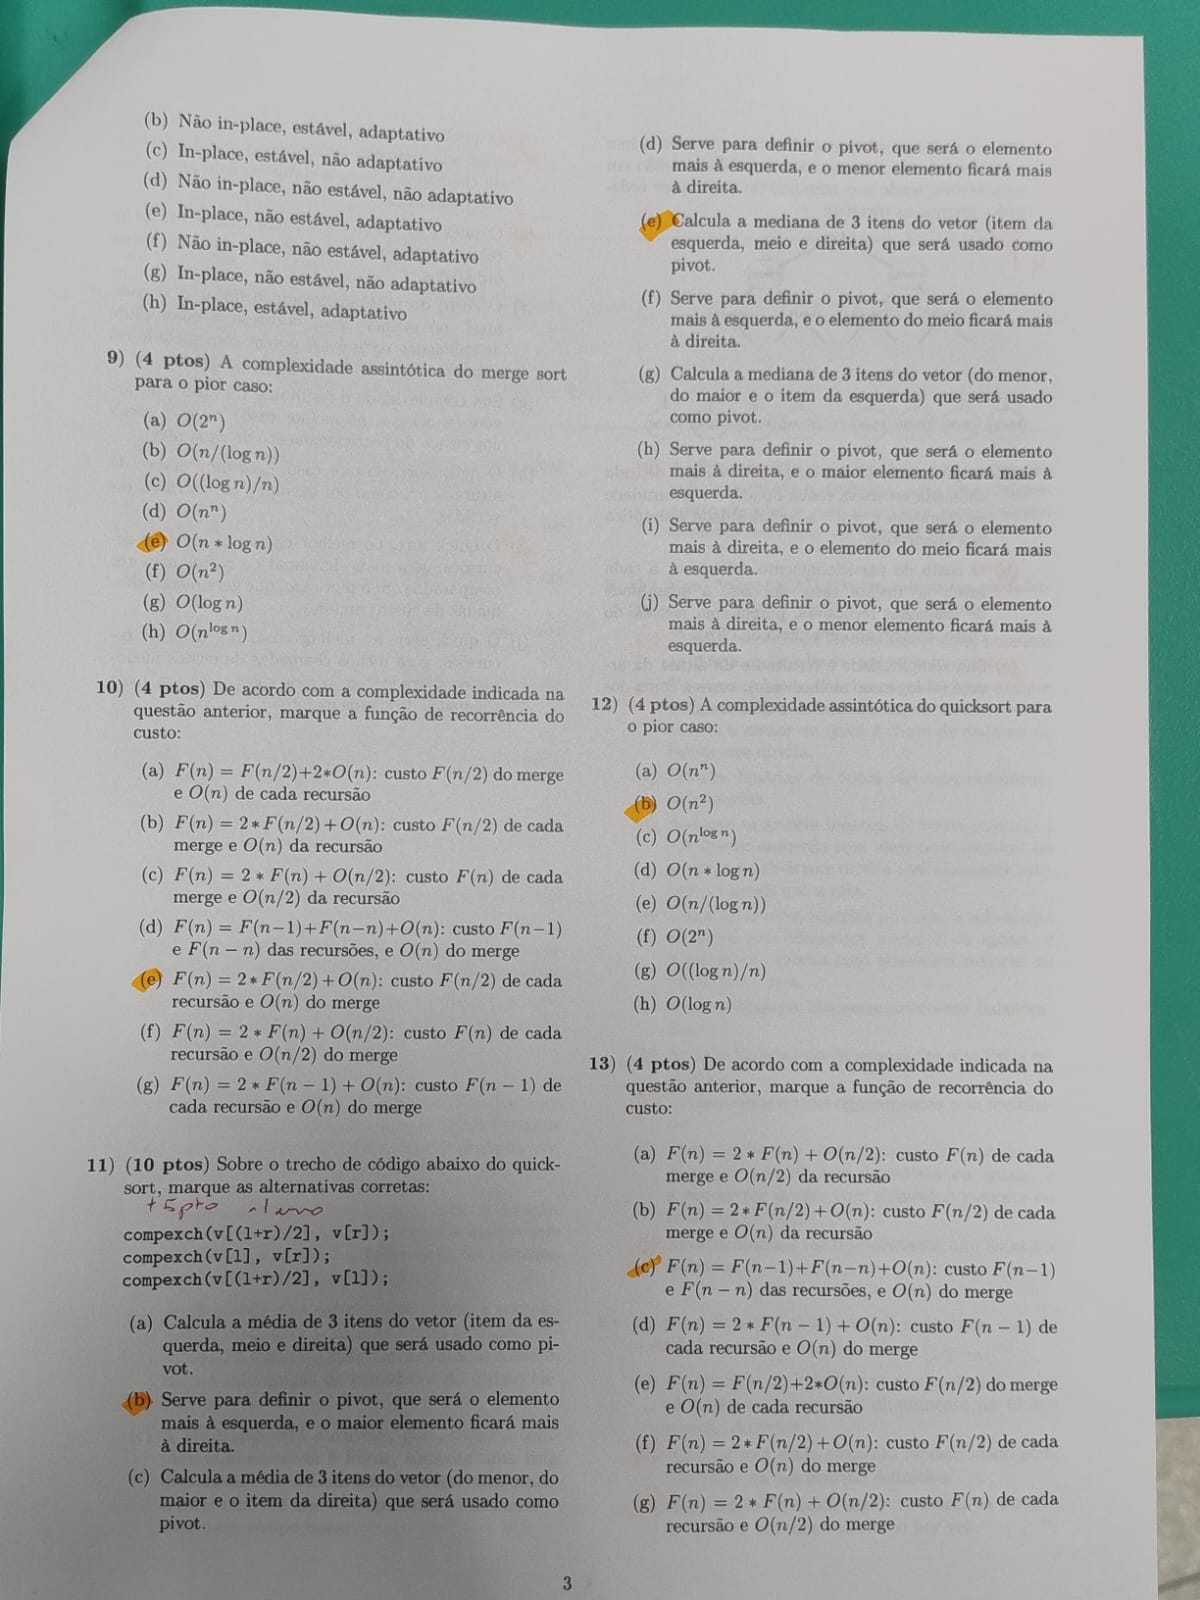 (b) Não in-place, estável, adaptativo
(c) In-place, estável, não adaptativo
(d) Não in-place, não estável, não adaptativo
(e) In-place, não estável, adaptativo
(f) Não in-place, não estável, adaptativo
(g) In-place, não estável, não adaptativo
(h) In-place, estável, adaptativo
9) (4 ptos) A complexidade assintótica do merge sort
para o pior caso:
(a) O(2ⁿ)
(b) O(n/(log n))
(c) O((log n)/n)
(d) O(nⁿ)
(e) O(n ∗ log n)
(f) O(n²)
(g) O(log n)
(h) O(n^{log n})
10) (4 ptos) De acordo com a complexidade indicada na
questão anterior, marque a função de recorrência do
custo:
(a) F(n) = F(n/2)+2∗O(n): custo F(n/2) do merge
e O(n) de cada recursão
(b) F(n) = 2∗F(n/2)+O(n): custo F(n/2) de cada
merge e O(n) da recursão
(c) F(n) = 2 ∗ F(n) + O(n/2): custo F(n) de cada
merge e O(n/2) da recursão
(d) F(n) = F(n−1)+F(n−n)+O(n): custo F(n−1)
e F(n − n) das recursões, e O(n) do merge
(e) F(n) = 2∗F(n/2)+O(n): custo F(n/2) de cada
recursão e O(n) do merge
(f) F(n) = 2 ∗ F(n) + O(n/2): custo F(n) de cada
recursão e O(n/2) do merge
(g) F(n) = 2 ∗ F(n − 1) + O(n): custo F(n − 1) de
cada recursão e O(n) do merge
11) (10 ptos) Sobre o trecho de código abaixo do quick-
sort, marque as alternativas corretas:
+5pto
compexch(v[(l+r)/2], v[r]);
compexch(v[l], v[r]);
compexch(v[(l+r)/2], v[l]);
(a) Calcula a média de 3 itens do vetor (item da es-
querda, meio e direita) que será usado como pi-
vot.
(b) Serve para definir o pivot, que será o elemento
mais à esquerda, e o maior elemento ficará mais
à direita.
(c) Calcula a média de 3 itens do vetor (do menor, do
maior e o item da direita) que será usado como
pivot.
(d) Serve para definir o pivot, que será o elemento
mais à esquerda, e o menor elemento ficará mais
à direita.
(e) Calcula a mediana de 3 itens do vetor (item da
esquerda, meio e direita) que será usado como
pivot.
(f) Serve para definir o pivot, que será o elemento
mais à esquerda, e o elemento do meio ficará mais
à direita.
(g) Calcula a mediana de 3 itens do vetor (do menor,
do maior e o item da esquerda) que será usado
como pivot.
(h) Serve para definir o pivot, que será o elemento
mais à direita, e o maior elemento ficará mais à
esquerda.
(i) Serve para definir o pivot, que será o elemento
mais à direita, e o elemento do meio ficará mais
à esquerda.
(j) Serve para definir o pivot, que será o elemento
mais à direita, e o menor elemento ficará mais à
esquerda.
12) (4 ptos) A complexidade assintótica do quicksort para
o pior caso:
(a) O(nⁿ)
(b) O(n²)
(c) O(n^{log n})
(d) O(n ∗ log n)
(e) O(n/(log n))
(f) O(2ⁿ)
(g) O((log n)/n)
(h) O(log n)
13) (4 ptos) De acordo com a complexidade indicada na
questão anterior, marque a função de recorrência do
custo:
(a) F(n) = 2 ∗ F(n) + O(n/2): custo F(n) de cada
merge e O(n/2) da recursão
(b) F(n) = 2∗F(n/2)+O(n): custo F(n/2) de cada
merge e O(n) da recursão
(c) F(n) = F(n−1)+F(n−n)+O(n): custo F(n−1)
e F(n − n) das recursões, e O(n) do merge
(d) F(n) = 2 ∗ F(n − 1) + O(n): custo F(n − 1) de
cada recursão e O(n) do merge
(e) F(n) = F(n/2)+2∗O(n): custo F(n/2) do merge
e O(n) de cada recursão
(f) F(n) = 2∗F(n/2)+O(n): custo F(n/2) de cada
recursão e O(n) do merge
(g) F(n) = 2 ∗ F(n) + O(n/2): custo F(n) de cada
recursão e O(n/2) do merge
3